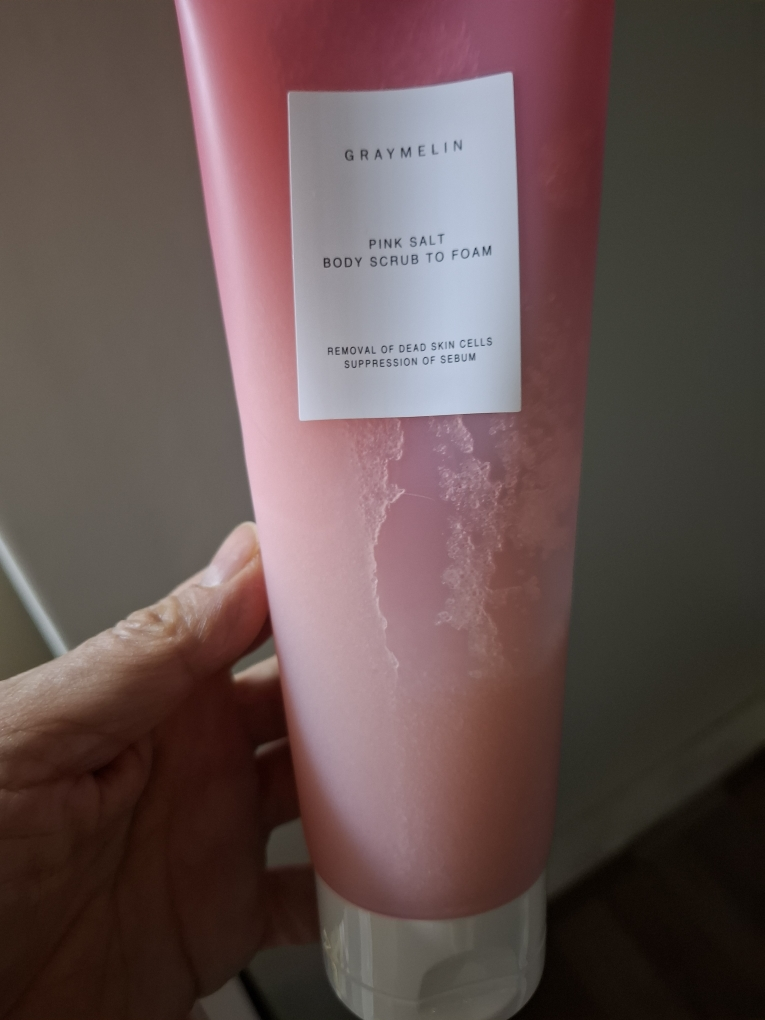 GRAYMELIN
PINK SALT
BODY SCRUB TO FOAM
REMOVAL OF DEAD SKIN CELLS
SUPPRESSION OF SEBUM